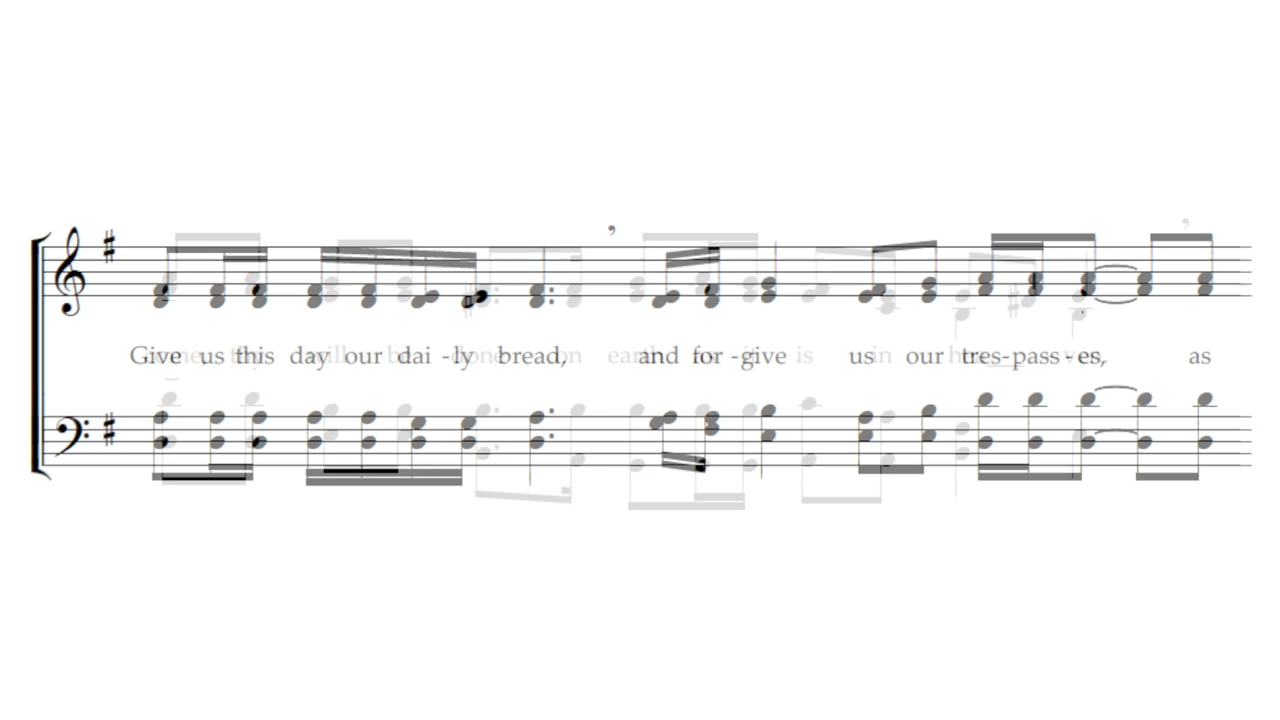 Give us this day our dai - ly bread, and for - give us our tres - pass - es, as